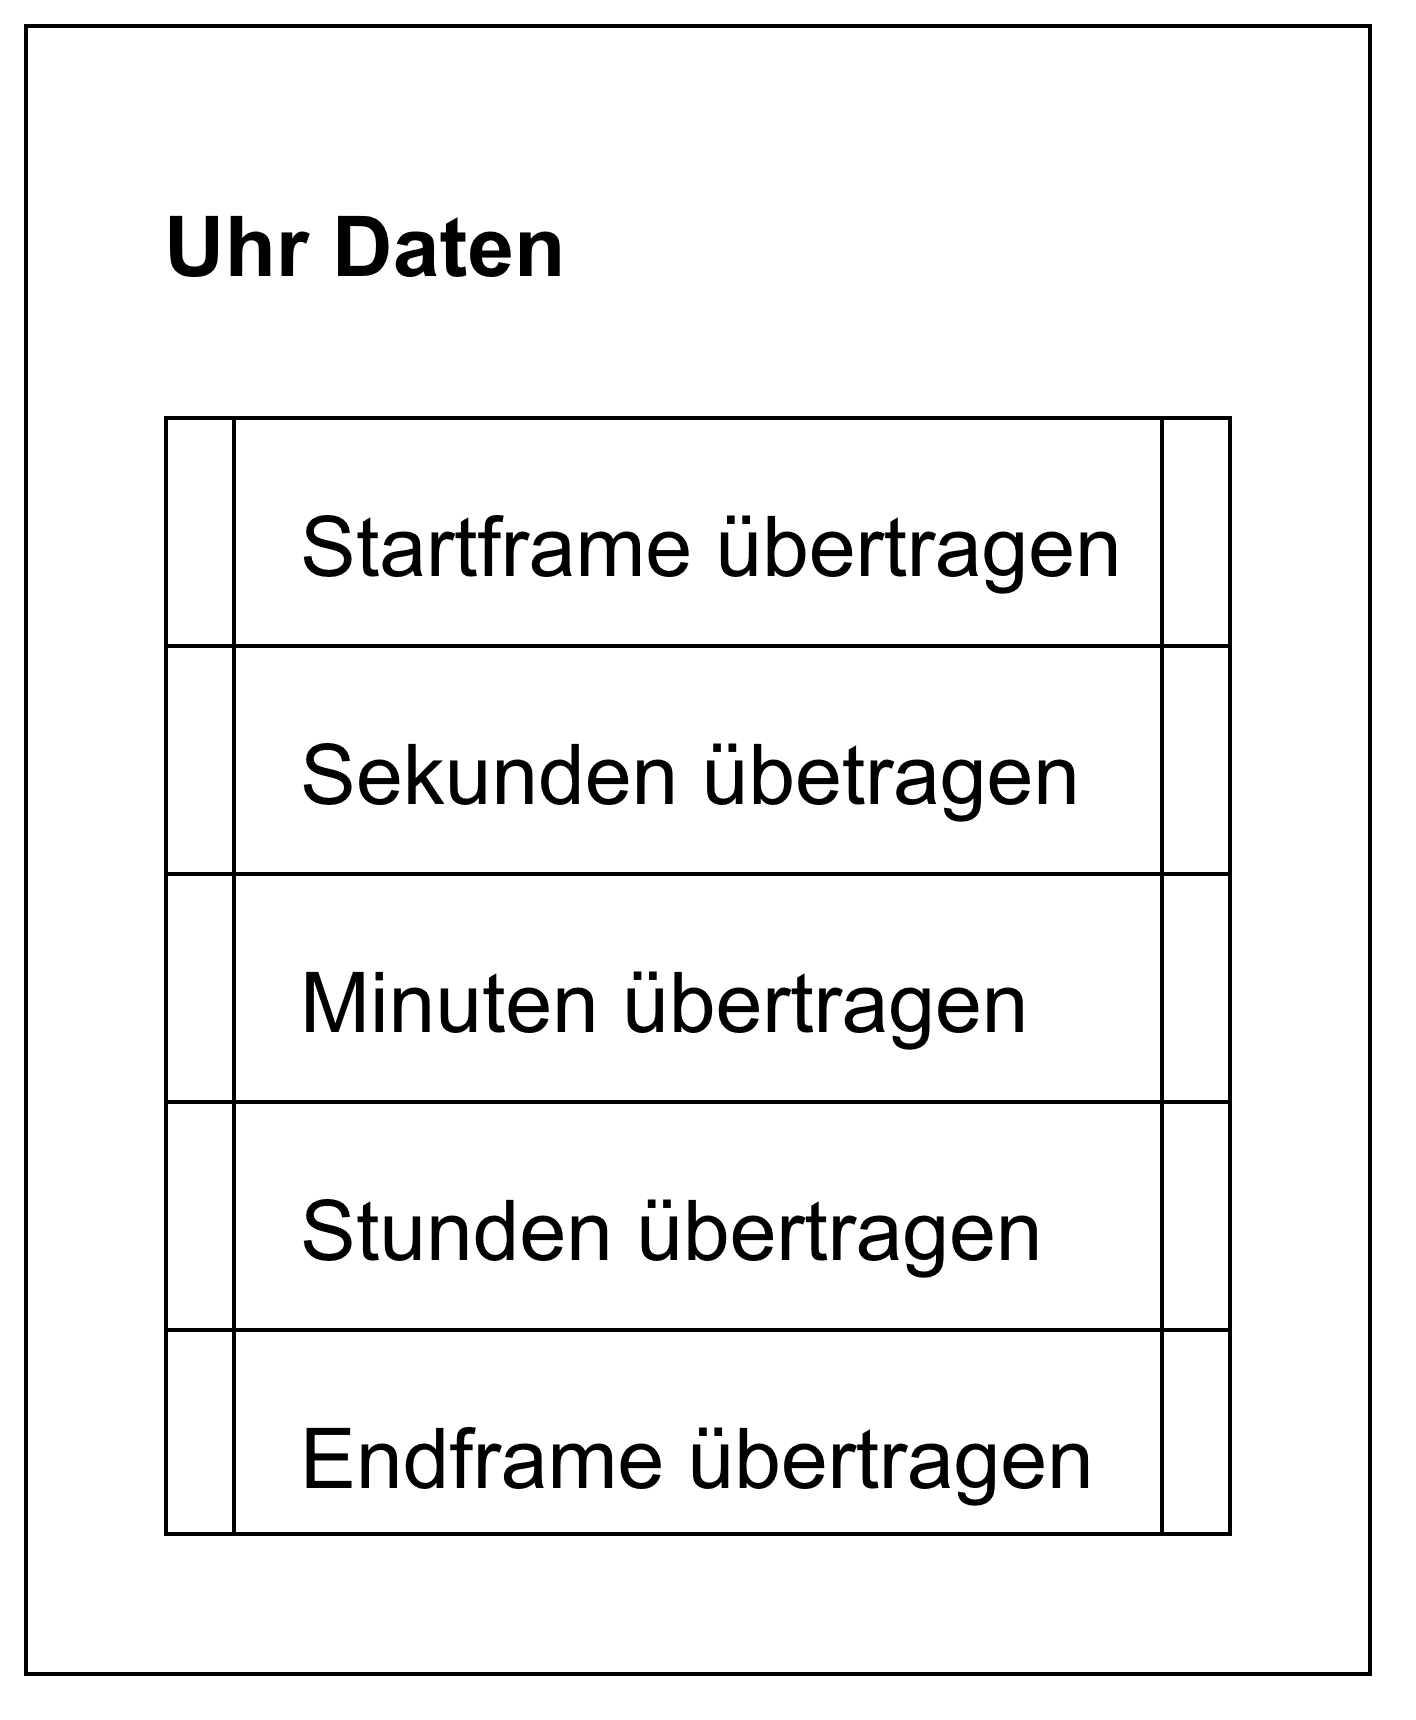 Uhr Daten
Startframe übertragen
Sekunden übetragen
Minuten übertragen
Stunden übertragen
Endframe übertragen